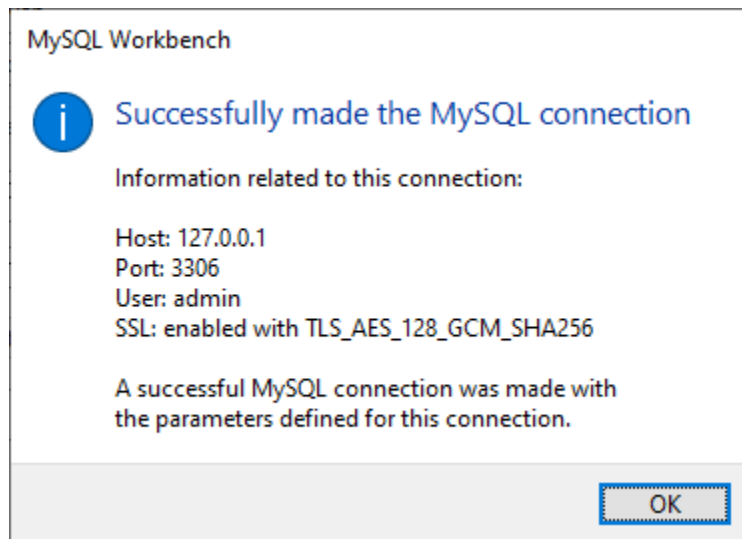 MySQL Workbench
Successfully made the MySQL connection
Information related to this connection:
Host: 127.0.0.1
Port: 3306
User: admin
SSL: enabled with TLS_AES_128_GCM_SHA256
A successful MySQL connection was made with
the parameters defined for this connection.
OK